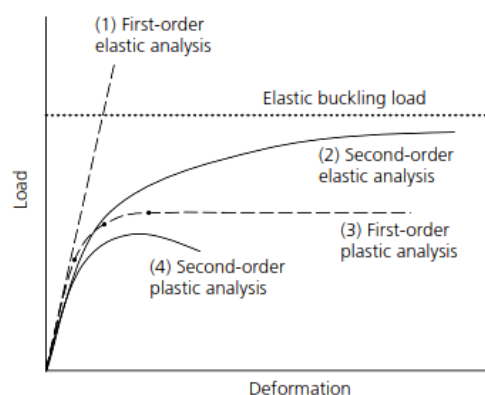 (1) First-order
elastic analysis
Elastic buckling load
(2) Second-order
elastic analysis
Load
(3) First-order
plastic analysis
(4) Second-order
plastic analysis
Deformation